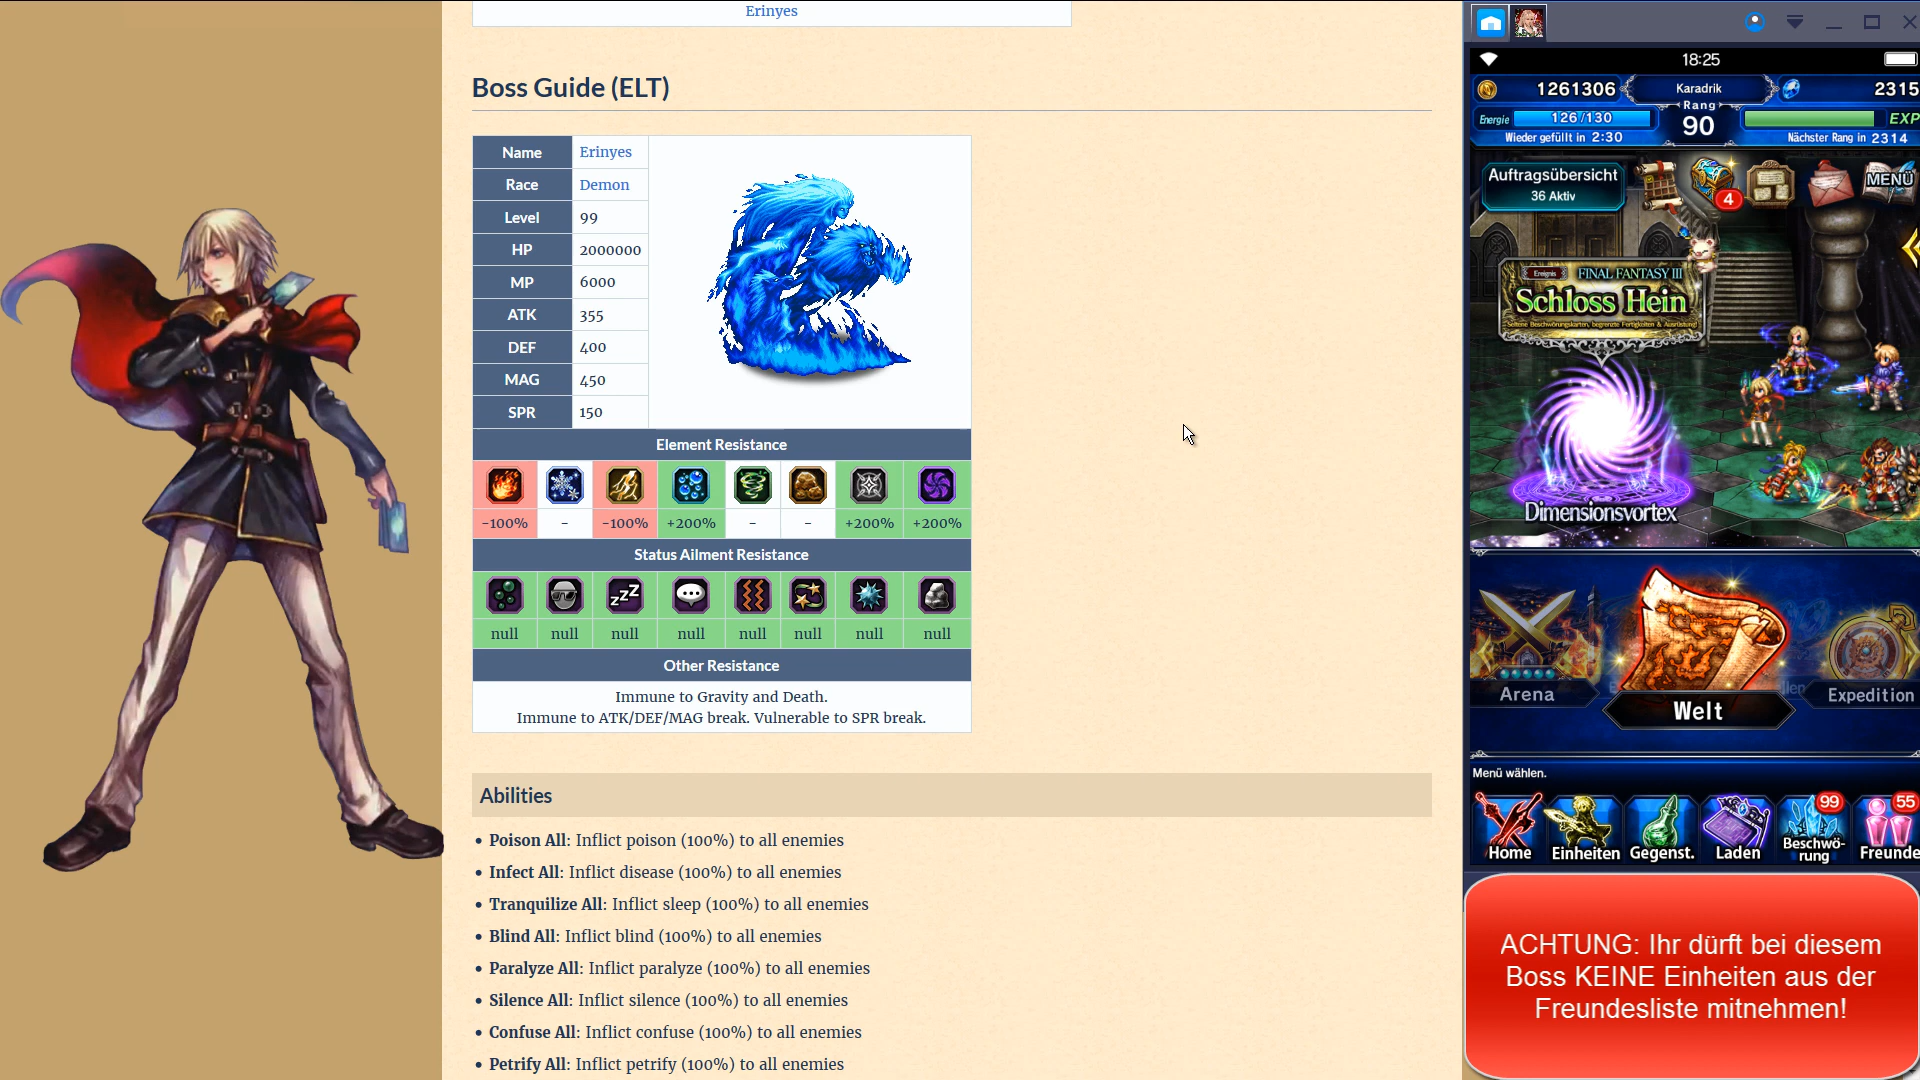 Erinyes
Boss Guide (ELT)
Name Erinyes
Race Demon
Level 99
HP 2000000
MP 6000
ATK 355
DEF 400
MAG 450
SPR 150
Element Resistance
-100% - -100% +200% - - +200% +200%
Status Ailment Resistance
null null null null null null null null
Other Resistance
Immune to Gravity and Death.
Immune to ATK/DEF/MAG break. Vulnerable to SPR break.
Abilities
• Poison All: Inflict poison (100%) to all enemies
• Infect All: Inflict disease (100%) to all enemies
• Tranquilize All: Inflict sleep (100%) to all enemies
• Blind All: Inflict blind (100%) to all enemies
• Paralyze All: Inflict paralyze (100%) to all enemies
• Silence All: Inflict silence (100%) to all enemies
• Confuse All: Inflict confuse (100%) to all enemies
• Petrify All: Inflict petrify (100%) to all enemies
18:25
1261306 Karadrik 2315
Rang
Energie 126/130 90 EXP
Wieder gefüllt in 2:30 Nächster Rang in 2314
Auftragsübersicht
36 Aktiv
4
MENÜ
Ereignis FINAL FANTASY III
Schloss Hein
Seltene Beschwörungskarten, begrenzte Fertigkeiten & Ausrüstung!
Dimensionsvortex
Arena Welt Expedition
Menü wählen.
99 55
Home Einheiten Gegenst. Laden Beschwö-
rung Freunde
ACHTUNG: Ihr dürft bei diesem
Boss KEINE Einheiten aus der
Freundesliste mitnehmen!